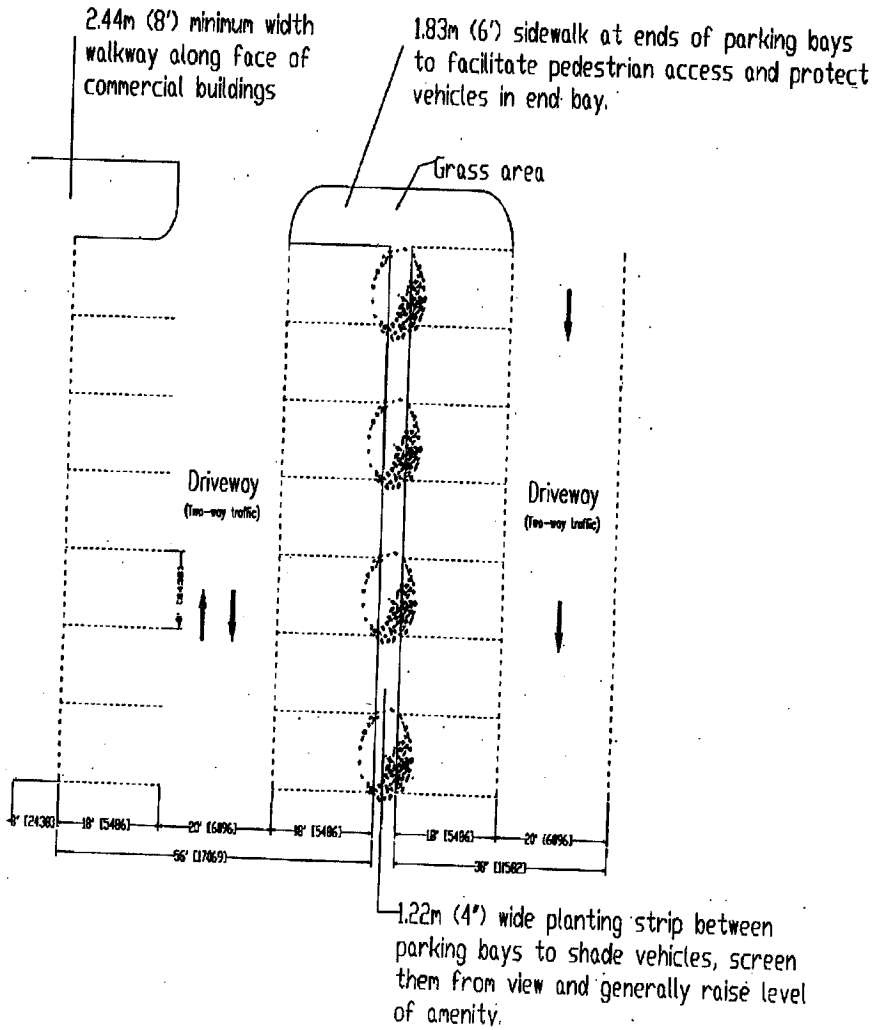 2.44m (8') minimum width
walkway along face of
commercial buildings
1.83m (6') sidewalk at ends of parking bays
to facilitate pedestrian access and protect
vehicles in end bay.
Grass area
Driveway
(Two-way traffic)
Driveway
(Two-way traffic)
8' [2438]
8' [2438]
18' [5486]
20' [6096]
18' [5486]
18' [5486]
20' [6096]
56' [17069]
38' [11582]
1.22m (4") wide planting strip between
parking bays to shade vehicles, screen
them from view and generally raise level
of amenity.